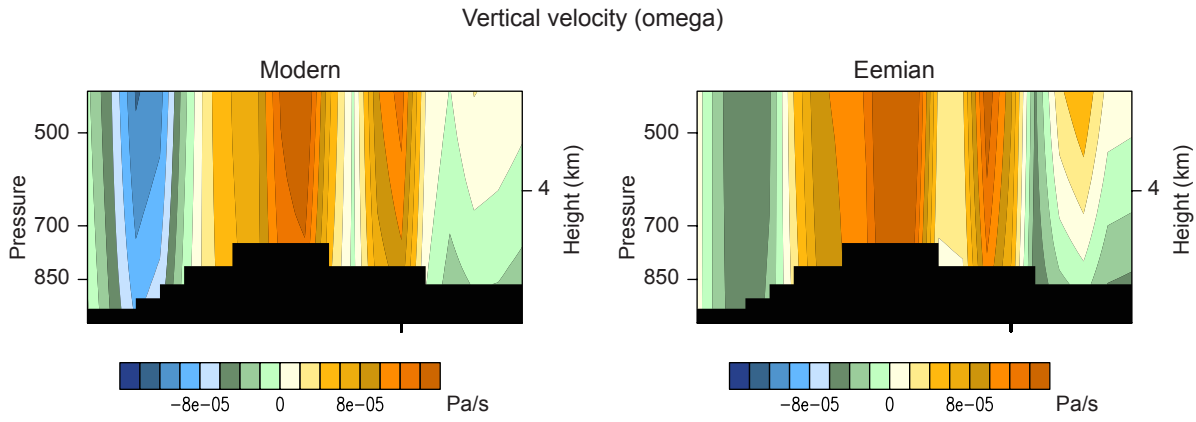 Vertical velocity (omega)
Modern
Eemian
Pressure
500
700
850
4
Height (km)
Pressure
500
700
850
4
Height (km)
−8e−05 0 8e−05 Pa/s
−8e−05 0 8e−05 Pa/s